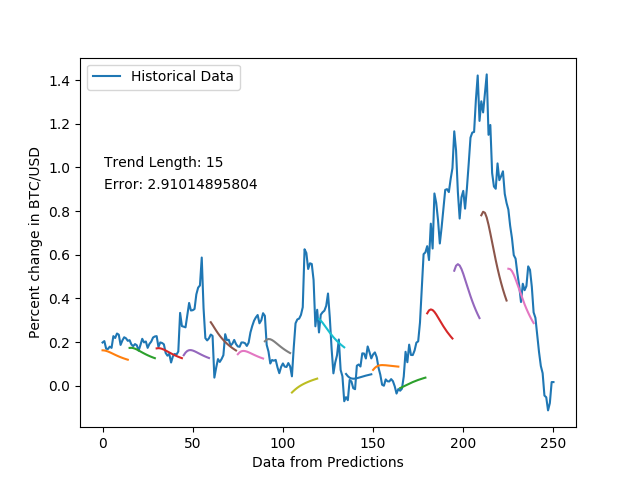 Historical Data
1.4
1.2
1.0
0.8
0.6
0.4
0.2
0.0
Trend Length: 15
Error: 2.91014895804
Percent change in BTC/USD
0 50 100 150 200 250
Data from Predictions